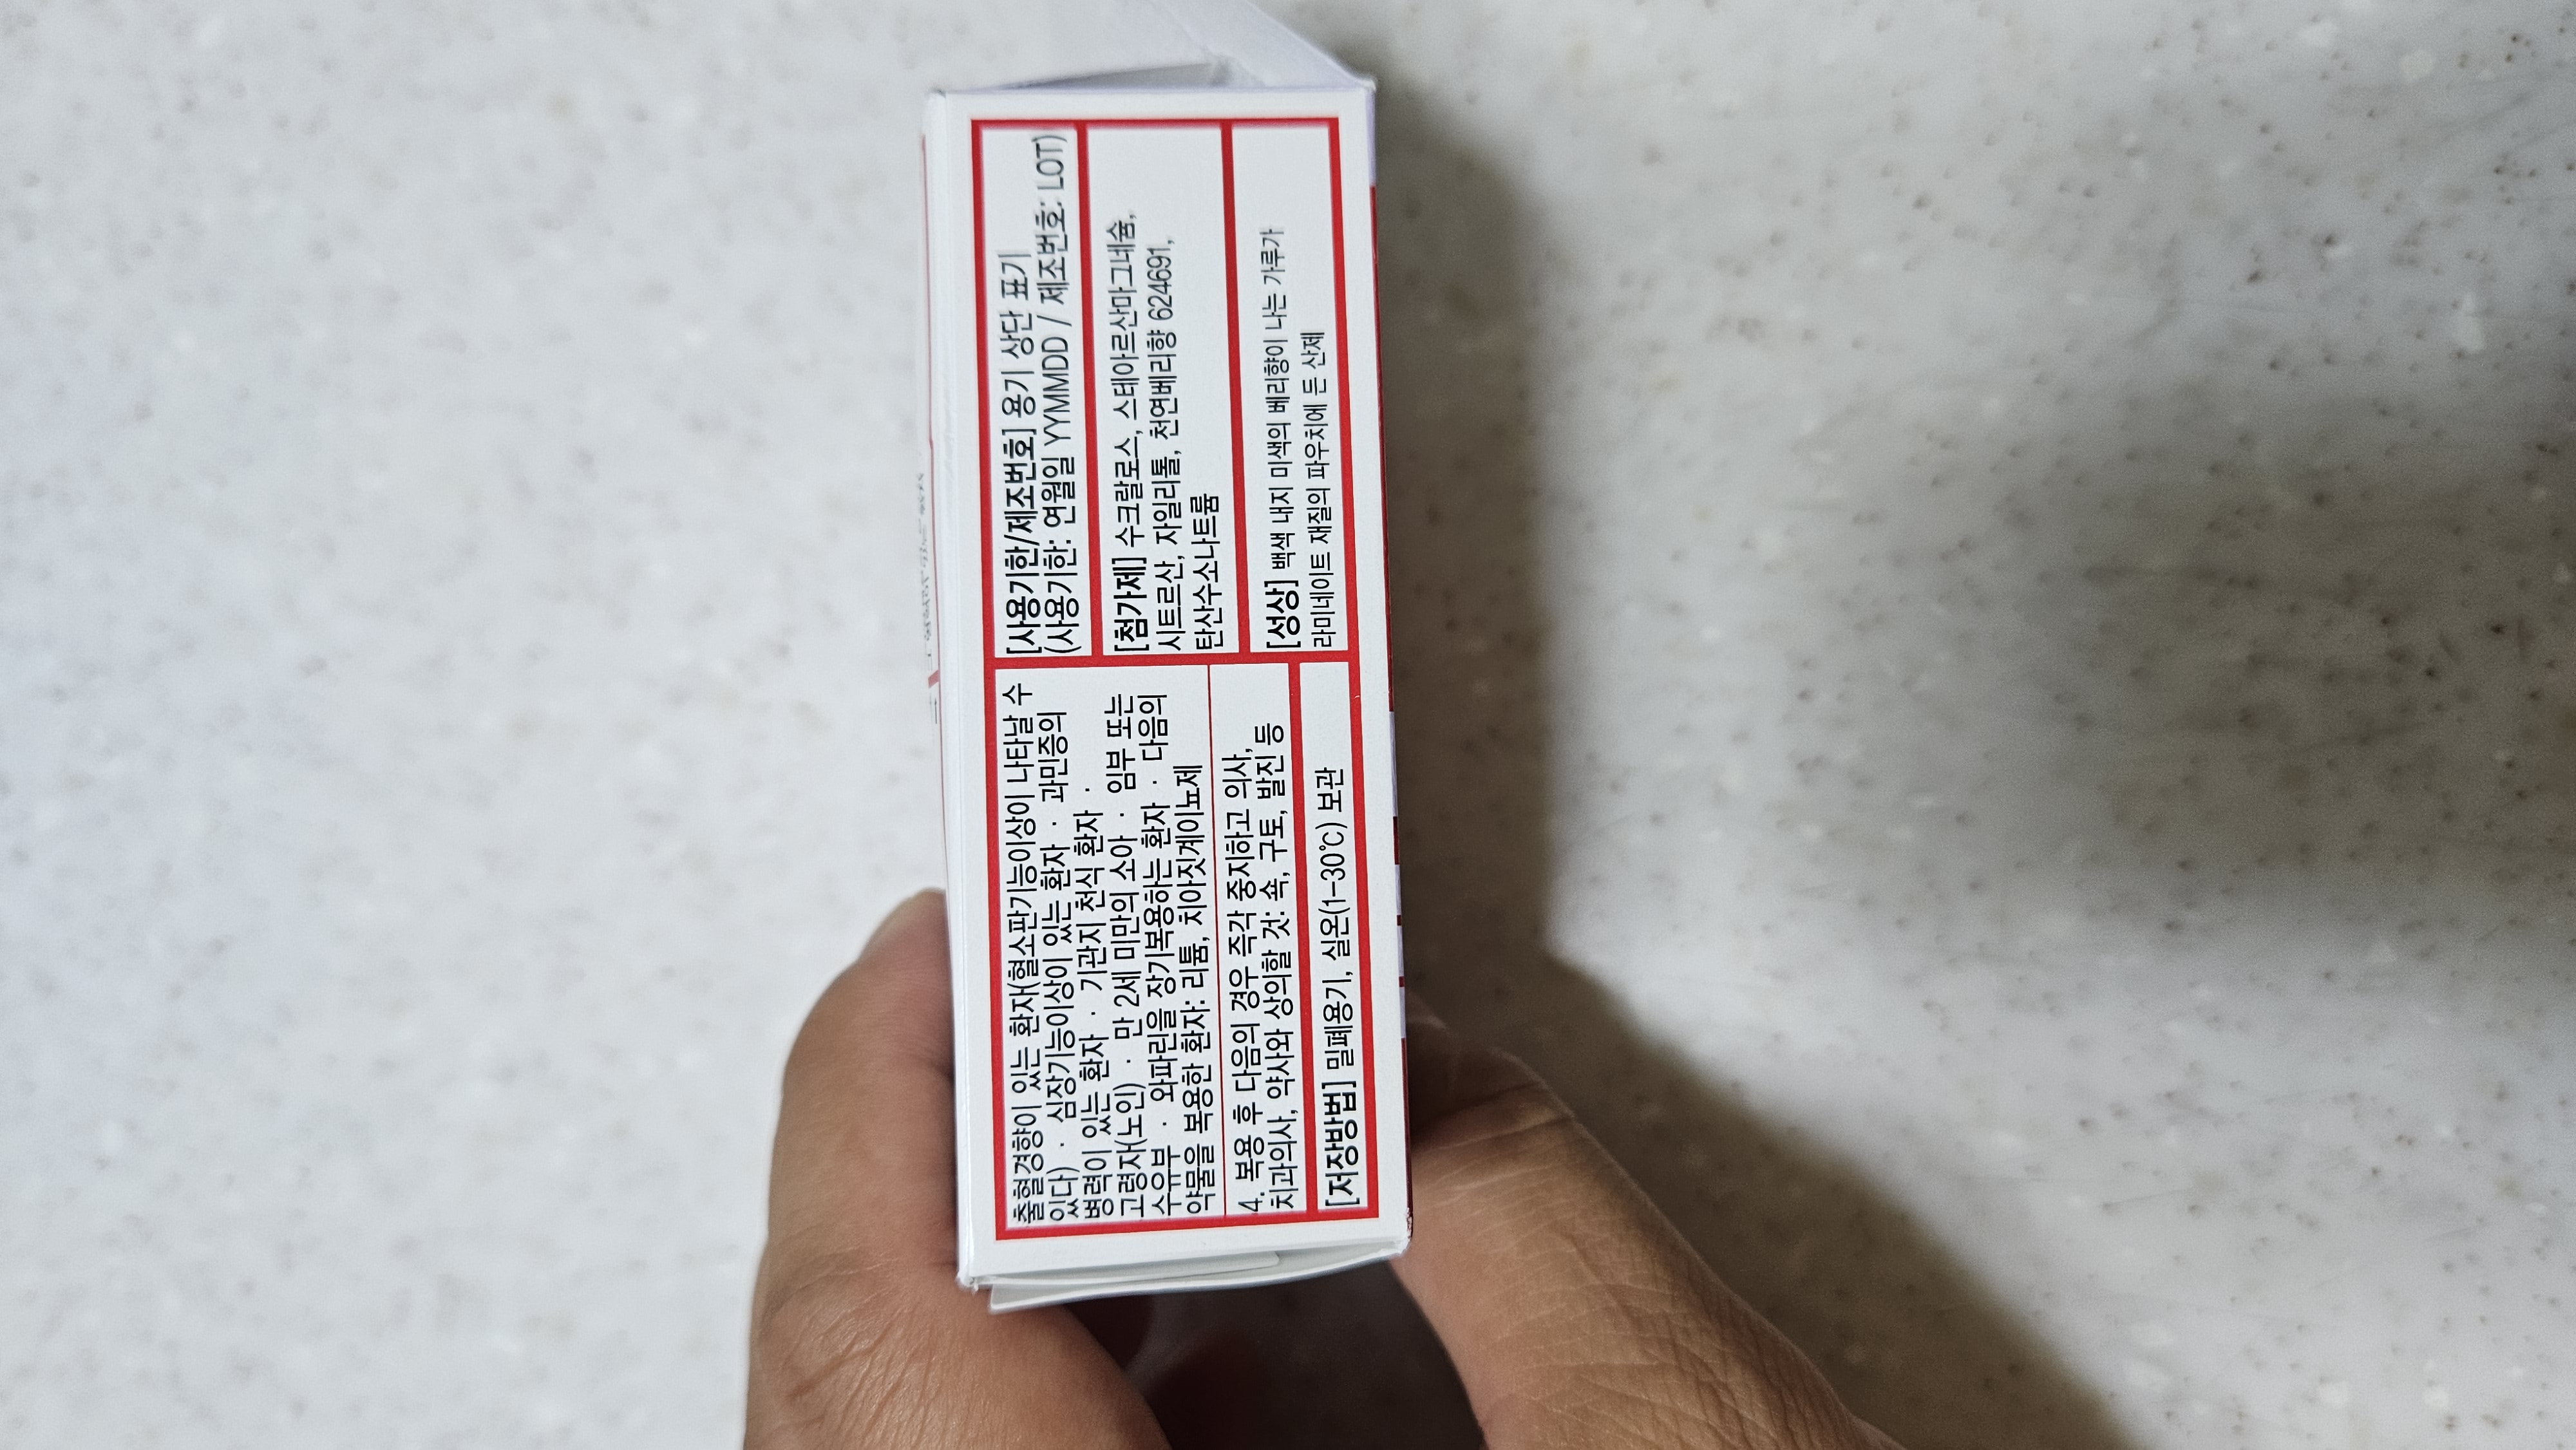 출혈경향이 있는 환자(혈소판기능이상이 나타날 수
있다) · 심장기능이상이 있는 환자 · 과민증의
병력이 있는 환자 · 기관지 천식 환자 ·
고령자(노인) · 만 2세 미만의 소아 · 임부 또는
수유부 · 와파린을 장기복용하는 환자 · 다음의
약물을 복용한 환자: 리튬, 치아짓계이뇨제
4. 복용 후 다음의 경우 즉각 중지하고 의사,
치과의사, 약사와 상의할 것: 쇽, 구토, 발진 등
[저장방법] 밀폐용기, 실온(1-30℃) 보관
[사용기한/제조번호] 용기 상단 표기
(사용기한: 연월일 YYMMDD / 제조번호: LOT)
[첨가제] 수크랄로스, 스테아르산마그네슘,
시트르산, 자일리톨, 천연베리향 624691,
탄산수소나트륨
[성상] 백색 내지 미색의 베리향이 나는 가루가
라미네이트 재질의 파우치에 든 산제